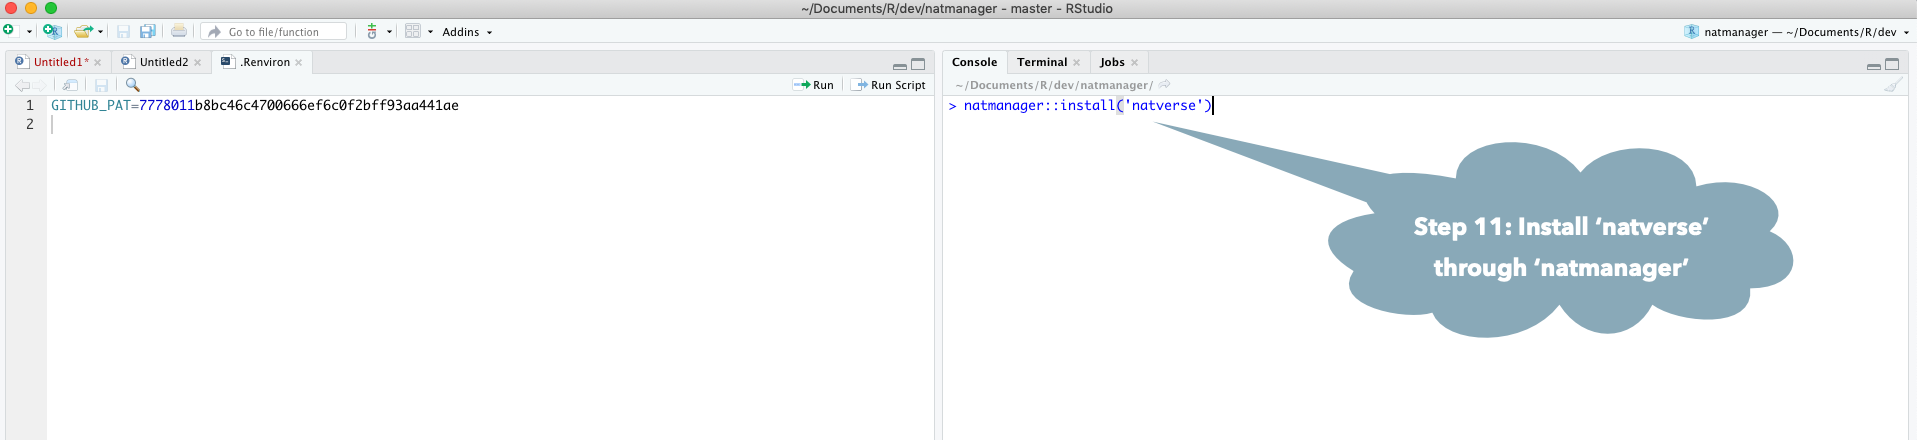 ~/Documents/R/dev/natmanager - master - RStudio
Go to file/function
Addins
natmanager — ~/Documents/R/dev
Untitled1*
Untitled2
.Renviron
Run
Run Script
1 GITHUB_PAT=7778011b8bc46c4700666ef6c0f2bff93aa441ae
2
Console
Terminal
Jobs
~/Documents/R/dev/natmanager/
> natmanager::install('natverse')
Step 11: Install ‘natverse’
through ‘natmanager’